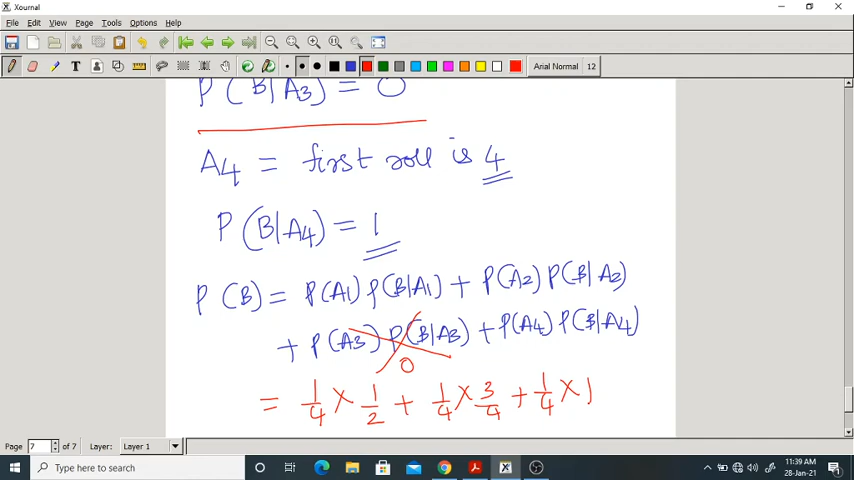 Xournal
File Edit View Page Tools Options Help
Arial Normal 12
P(B|A3) = 0
A4 = first roll is 4
P(B|A4) = 1
P(B) = P(A1) P(B|A1) + P(A2) P(B|A2)
+ P(A3) P(B|A3) + P(A4) P(B|A4)
0
= 1/4 × 1/2 + 1/4 × 3/4 + 1/4 × 1
Page 7 of 7 Layer: Layer 1
Type here to search
11:39 AM
28-Jan-21